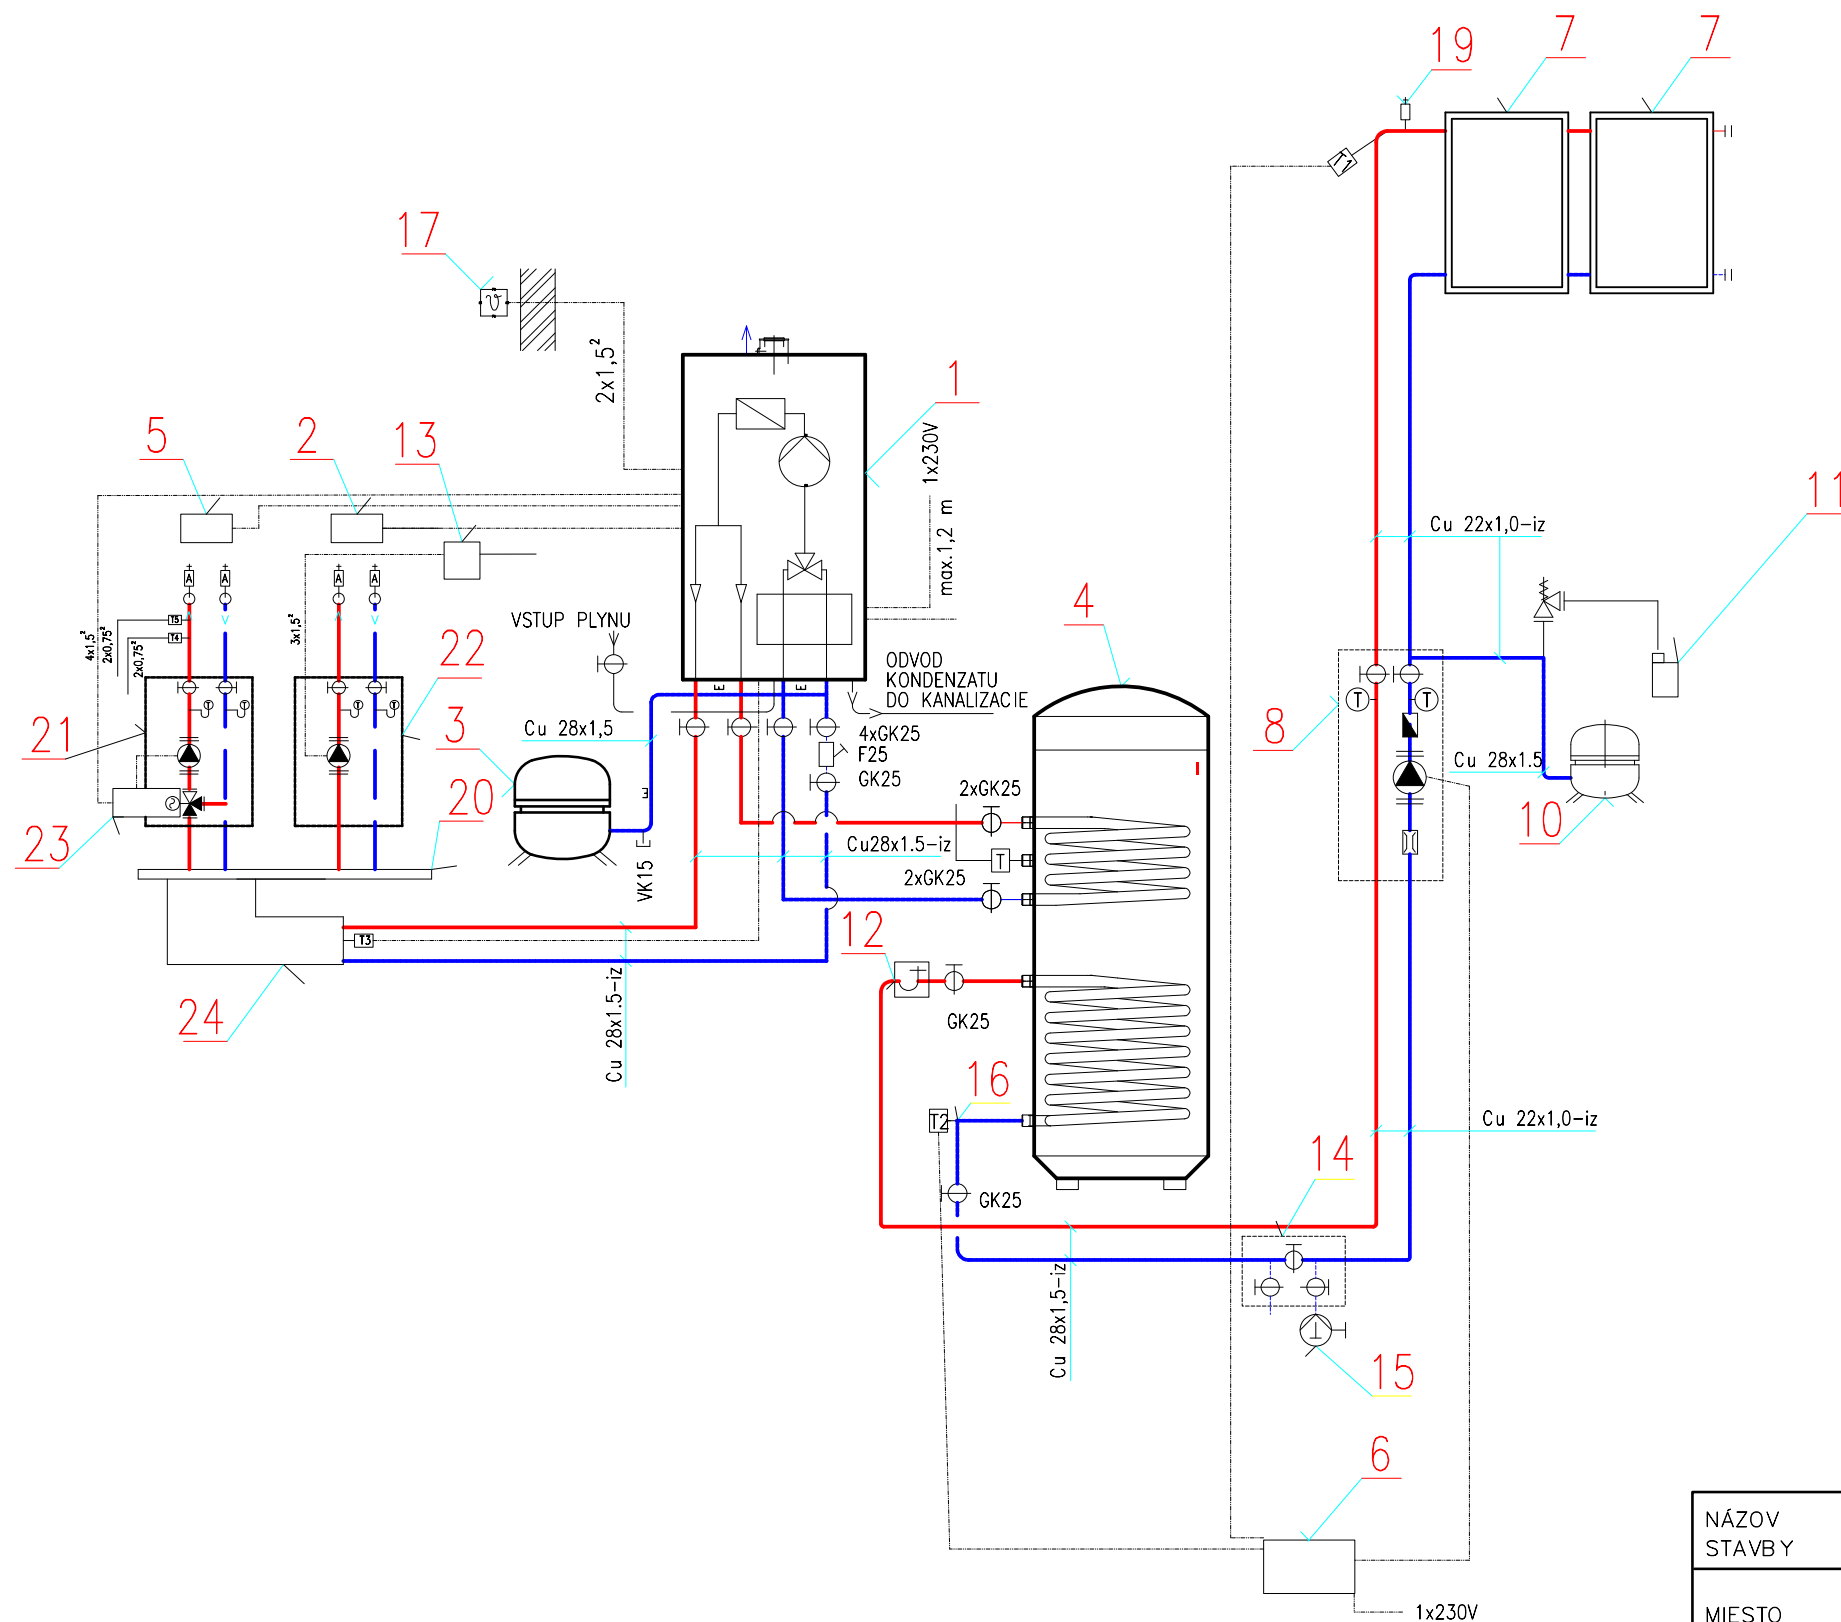 19
7
7
17
2x1,5²
1
1x230V
max.1,2 m
5
2
13
T1
11
Cu 22x1,0-iz
A
A
A
A
T5
T4
4x1,5²
2x0,75²
2x0,75²
3x1,5²
VSTUP PLYNU
4
22
ODVOD
KONDENZATU
DO KANALIZACIE
E
E
21
3
Cu 28x1,5
4xGK25
F25
GK25
T
T
T
T
T
T
8
Cu 28x1.5
10
E
2xGK25
20
23
Cu28x1.5-iz
T
2xGK25
VK15
12
T3
24
Cu 28x1.5-iz
GK25
16
T2
GK25
14
Cu 22x1,0-iz
Cu 28x1,5-iz
15
6
1x230V
NÁZOV
STAVBY
MIESTO